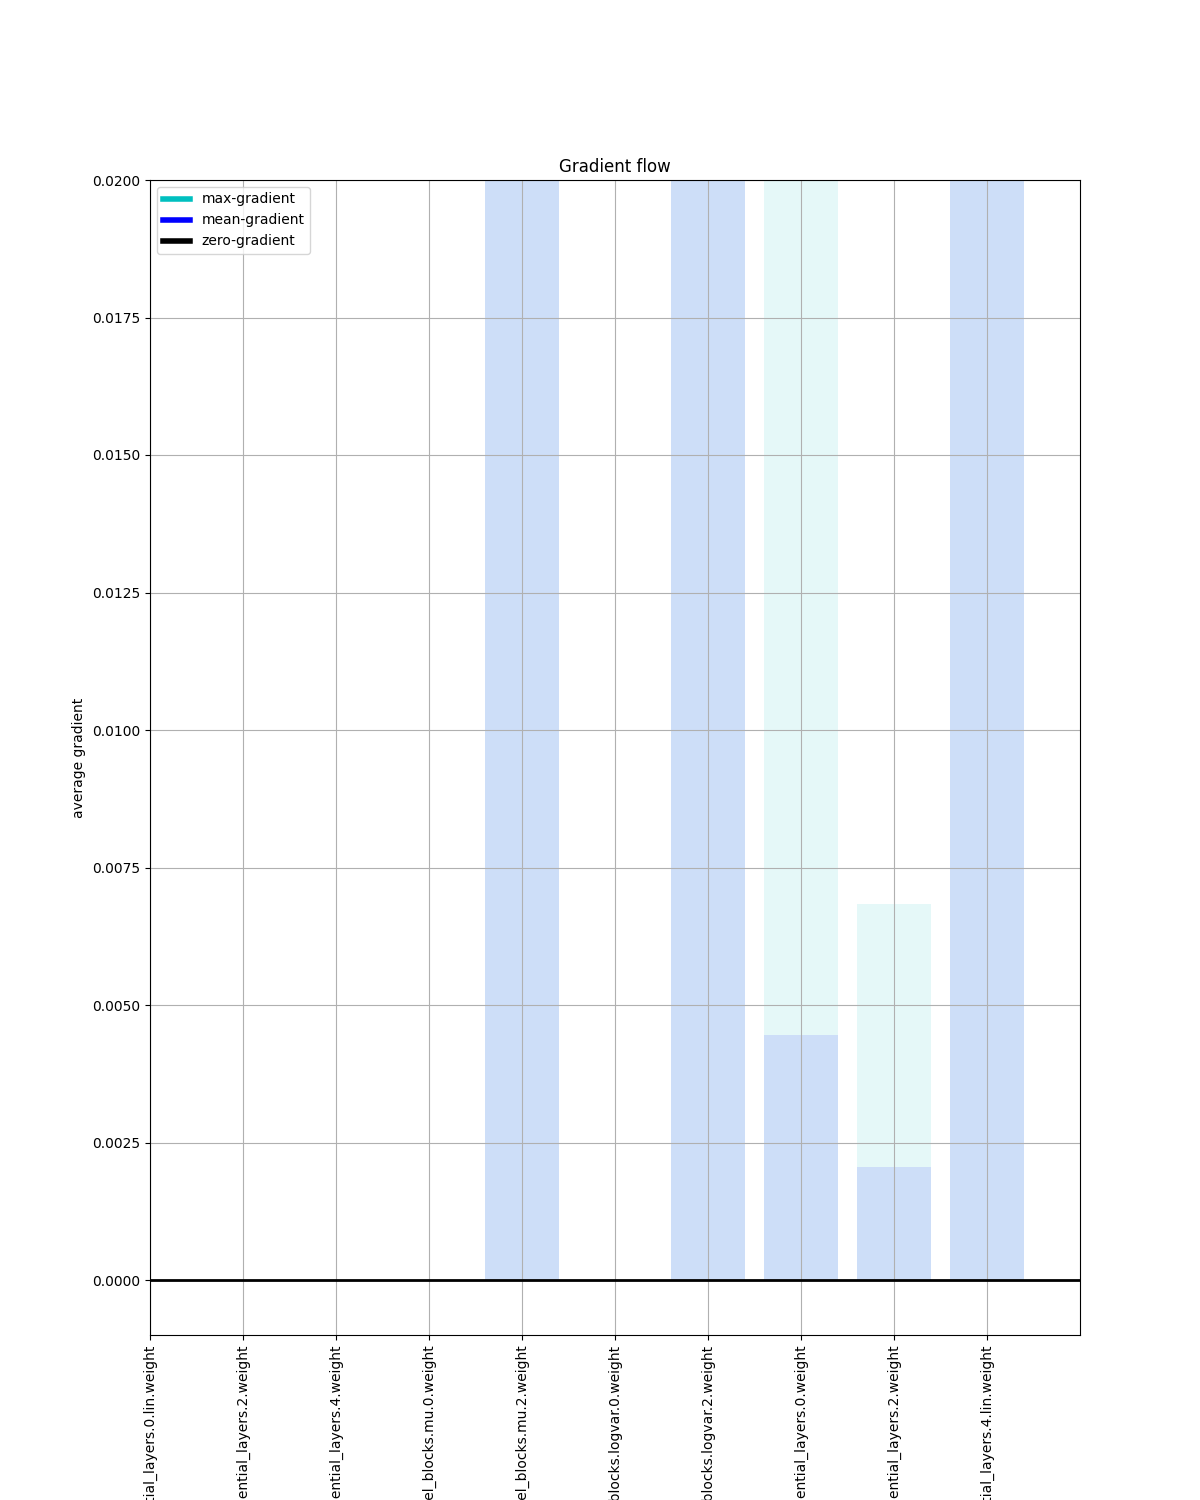 Gradient flow
max-gradient
mean-gradient
zero-gradient
0.0200
0.0175
0.0150
0.0125
0.0100
0.0075
0.0050
0.0025
0.0000
average gradient
tial_layers.0.lin.weight
ential_layers.2.weight
ential_layers.4.weight
el_blocks.mu.0.weight
el_blocks.mu.2.weight
blocks.logvar.0.weight
blocks.logvar.2.weight
ential_layers.0.weight
ential_layers.2.weight
tial_layers.4.lin.weight